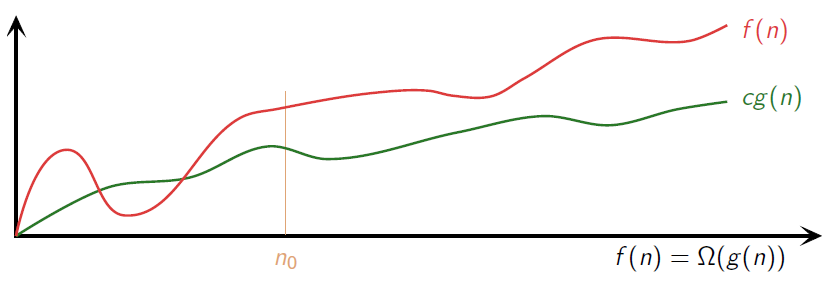 f(n)
cg(n)
n₀
f(n) = Ω(g(n))